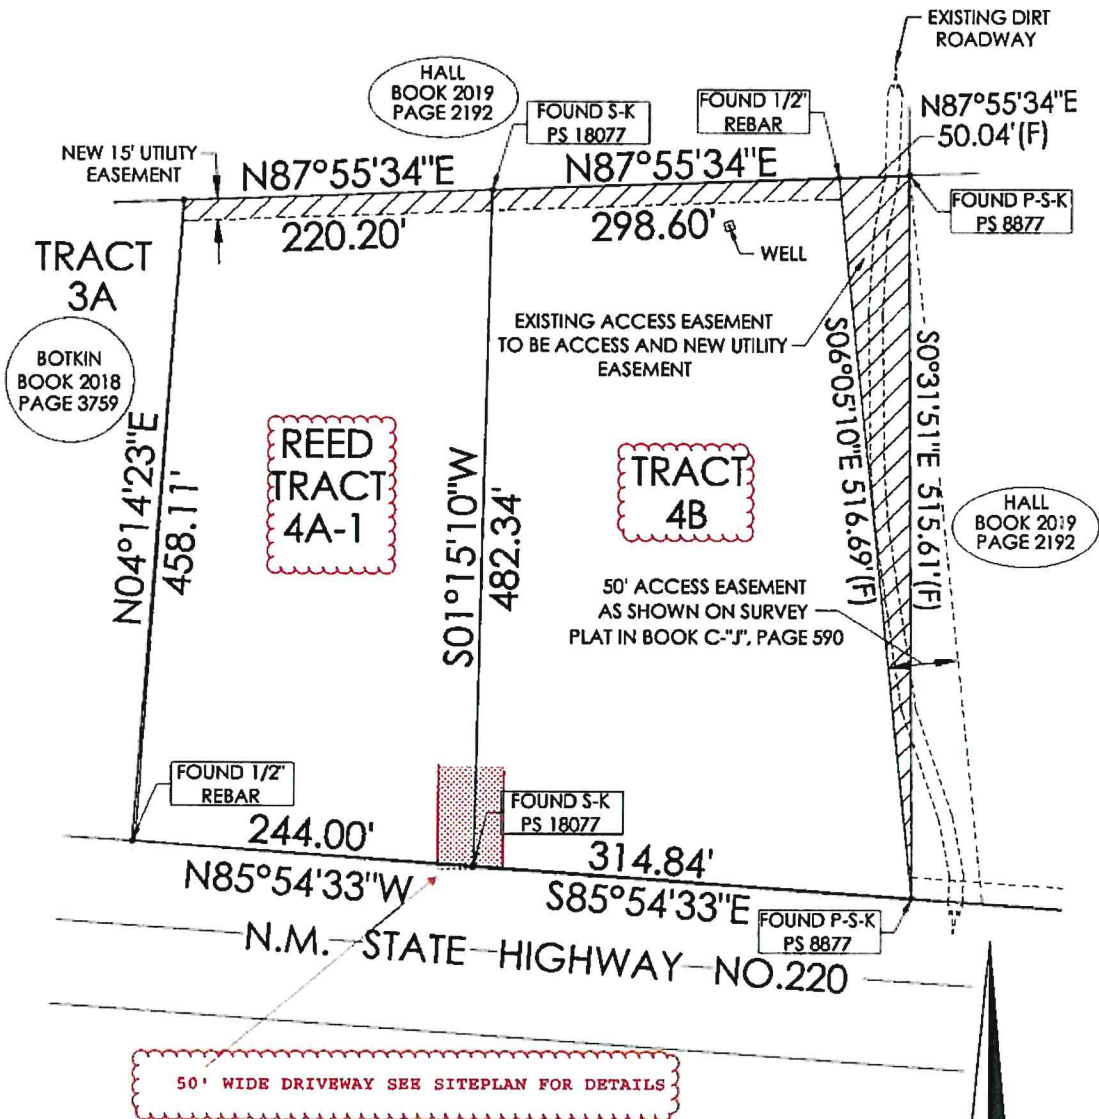 EXISTING DIRT
ROADWAY
HALL
BOOK 2019
PAGE 2192
FOUND S-K
PS 18077
FOUND 1/2"
REBAR
N87°55'34"E
50.04'(F)
NEW 15' UTILITY
EASEMENT
N87°55'34"E
N87°55'34"E
FOUND P-S-K
PS 8877
220.20'
298.60'
WELL
TRACT
3A
BOTKIN
BOOK 2018
PAGE 3759
EXISTING ACCESS EASEMENT
TO BE ACCESS AND NEW UTILITY
EASEMENT
N04°14'23"E
458.11'
REED
TRACT
4A-1
S01°15'10"W
482.34'
TRACT
4B
S06°05'10"E 516.69'(F)
S0°31'51"E 515.61'(F)
HALL
BOOK 2019
PAGE 2192
50' ACCESS EASEMENT
AS SHOWN ON SURVEY
PLAT IN BOOK C-"J", PAGE 590
FOUND 1/2"
REBAR
FOUND S-K
PS 18077
244.00'
314.84'
N85°54'33"W
S85°54'33"E
FOUND P-S-K
PS 8877
N.M. STATE HIGHWAY NO.220
50' WIDE DRIVEWAY SEE SITEPLAN FOR DETAILS